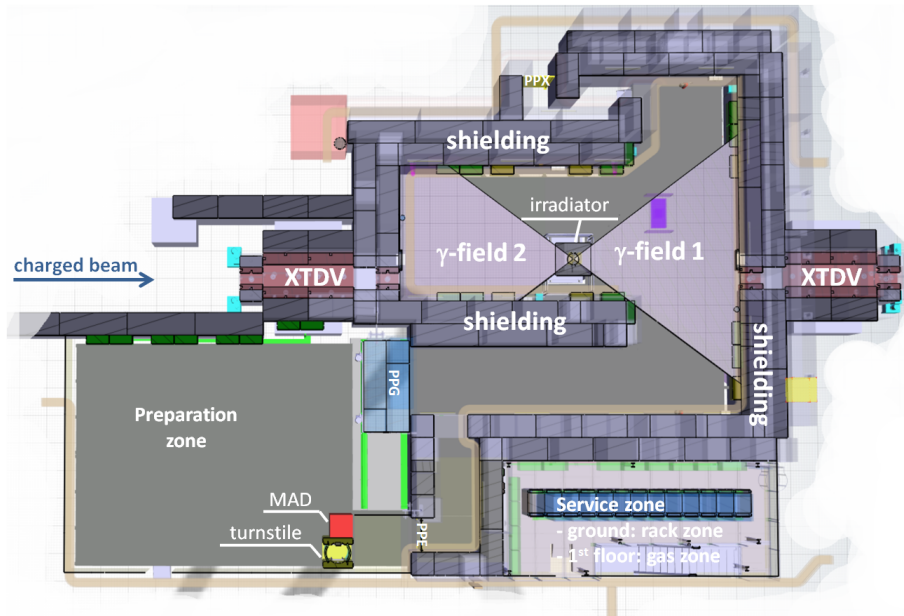 PPX
shielding
irradiator
γ-field 2
γ-field 1
charged beam
XTDV
XTDV
shielding
shielding
PPG
Preparation
zone
MAD
turnstile
PPE
Service zone
- ground: rack zone
- 1st floor: gas zone